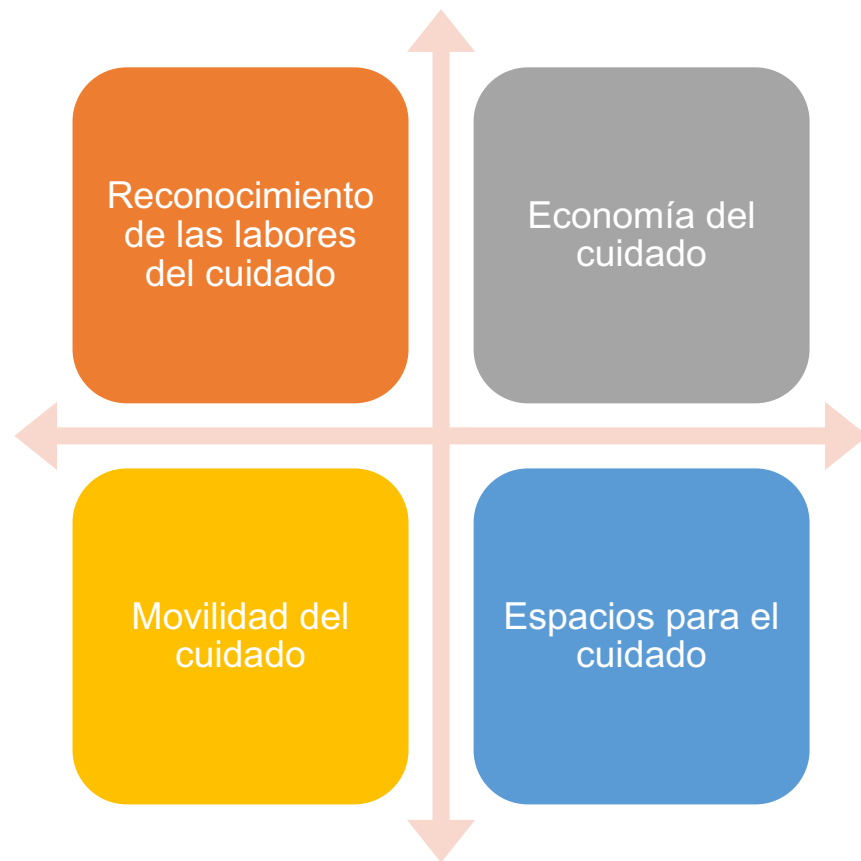 Reconocimiento
de las labores
del cuidado
Economía del
cuidado
Movilidad del
cuidado
Espacios para el
cuidado